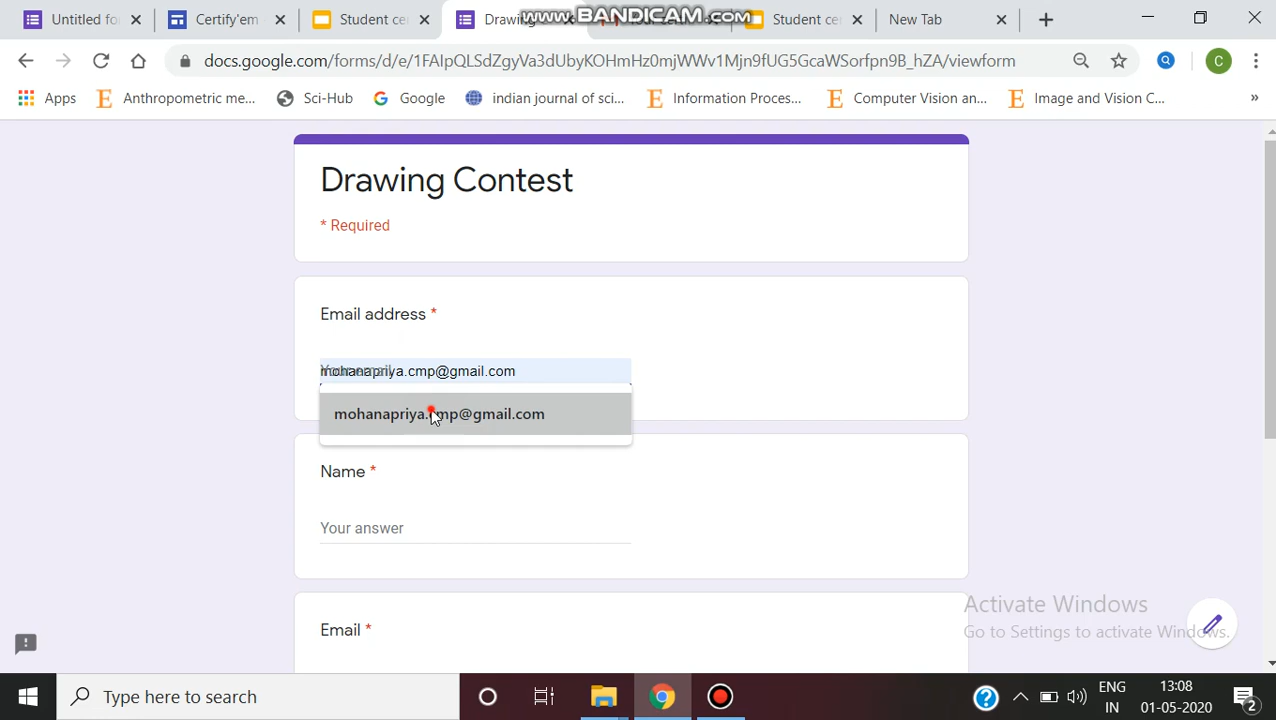 Untitled fo
Certify'em
Student ce
Drawing
Student ce
New Tab
www.BANDICAM.com
docs.google.com/forms/d/e/1FAIpQLSdZgyVa3dUbyKOHmHz0mjWWv1Mjn9fUG5GcaWSorfpn9B_hZA/viewform
C
Apps
Anthropometric me...
Sci-Hub
Google
indian journal of sci...
Information Proces...
Computer Vision an...
Image and Vision C...
»
Drawing Contest
* Required
Email address *
mohanapriya.cmp@gmail.com
mohanapriya.cmp@gmail.com
Name *
Your answer
Email *
Activate Windows
Go to Settings to activate Windows.
Type here to search
ENG
IN
13:08
01-05-2020
2